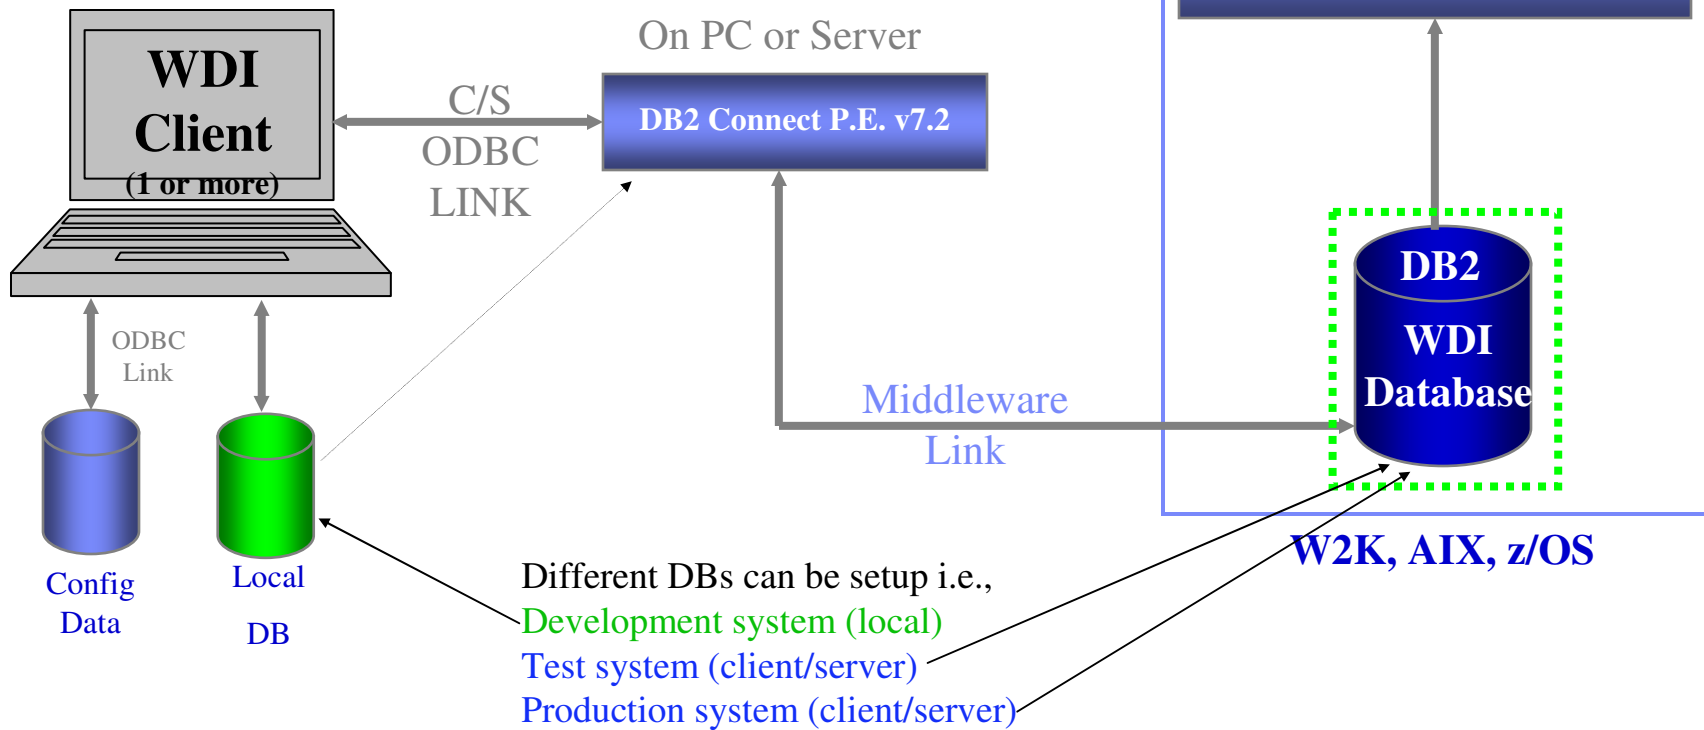 On PC or Server
WDI
Client
(1 or more)
C/S
ODBC
LINK
DB2 Connect P.E. v7.2
DB2
WDI
Database
ODBC
Link
Middleware
Link
W2K, AIX, z/OS
Config
Data
Local
DB
Different DBs can be setup i.e.,
Development system (local)
Test system (client/server)
Production system (client/server)